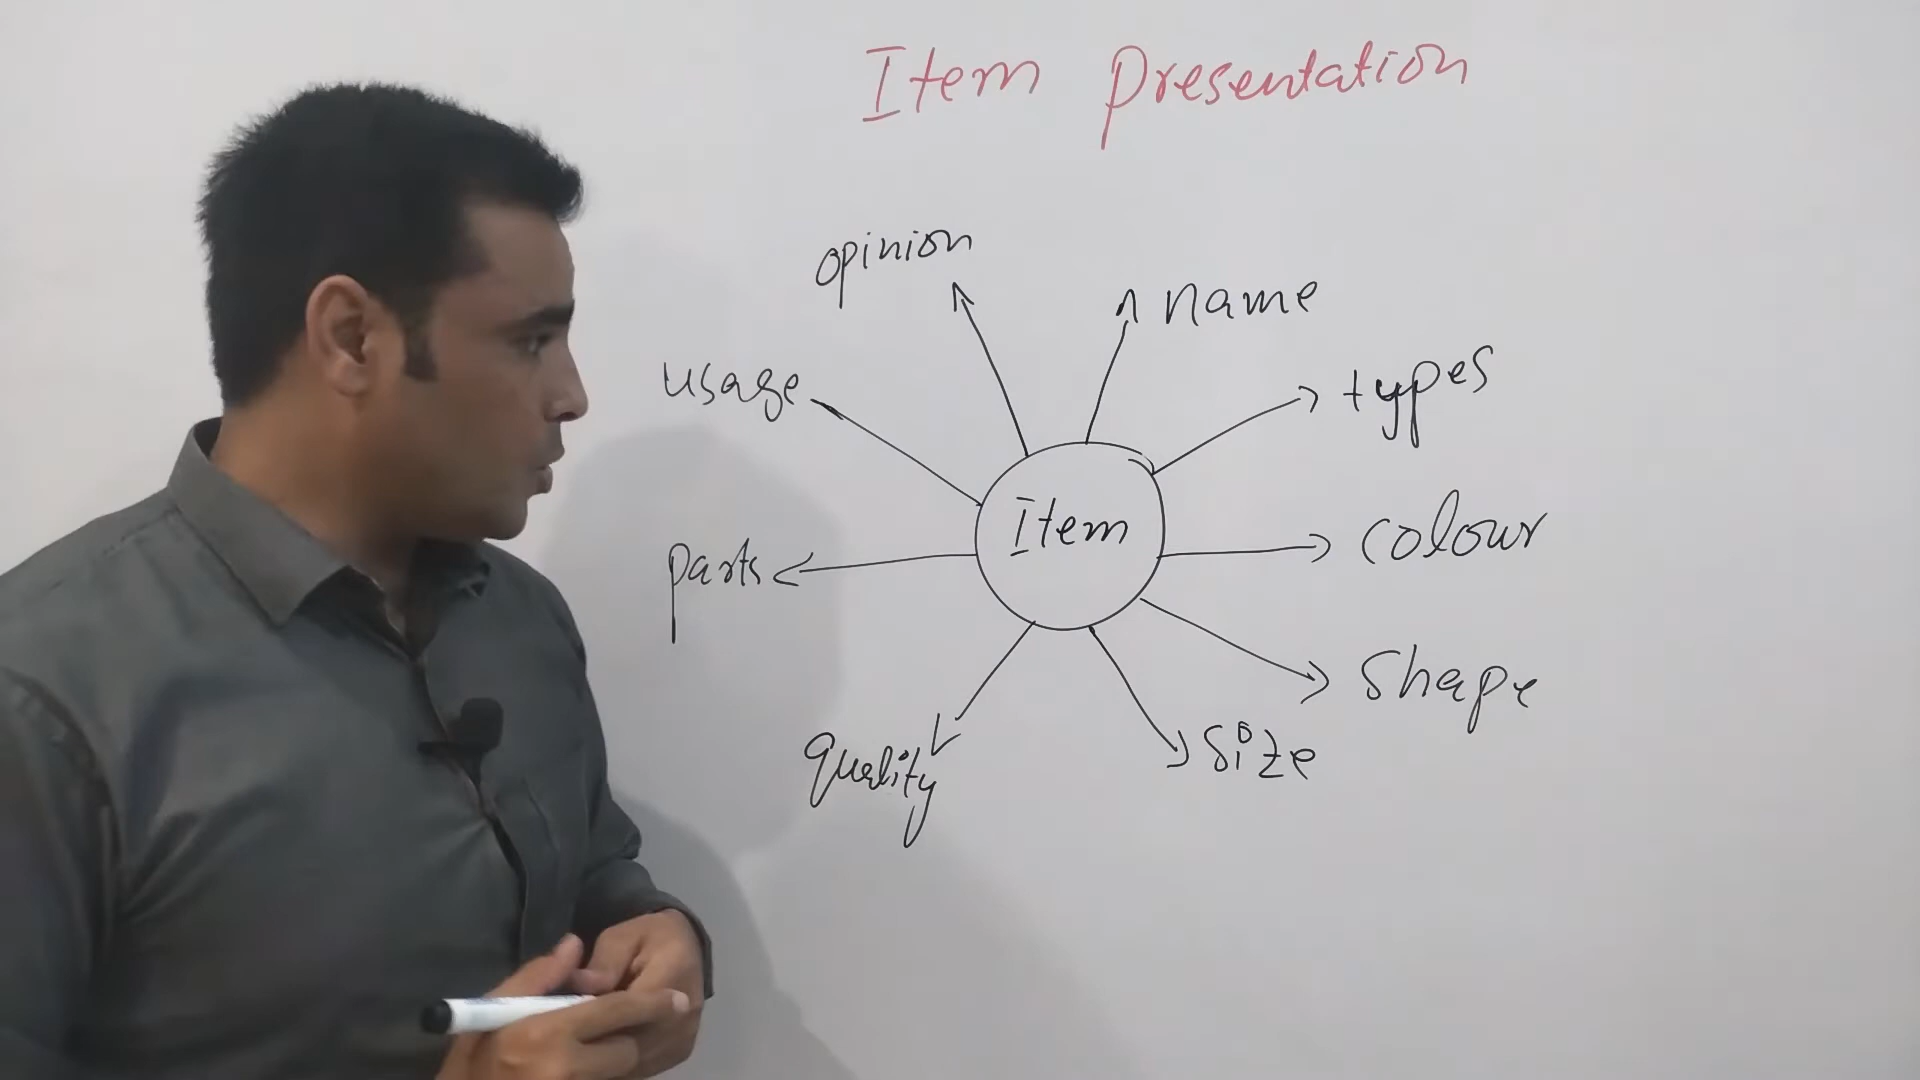 Item Presentation
opinion
name
usage
types
Item
colour
parts
shape
size
quality